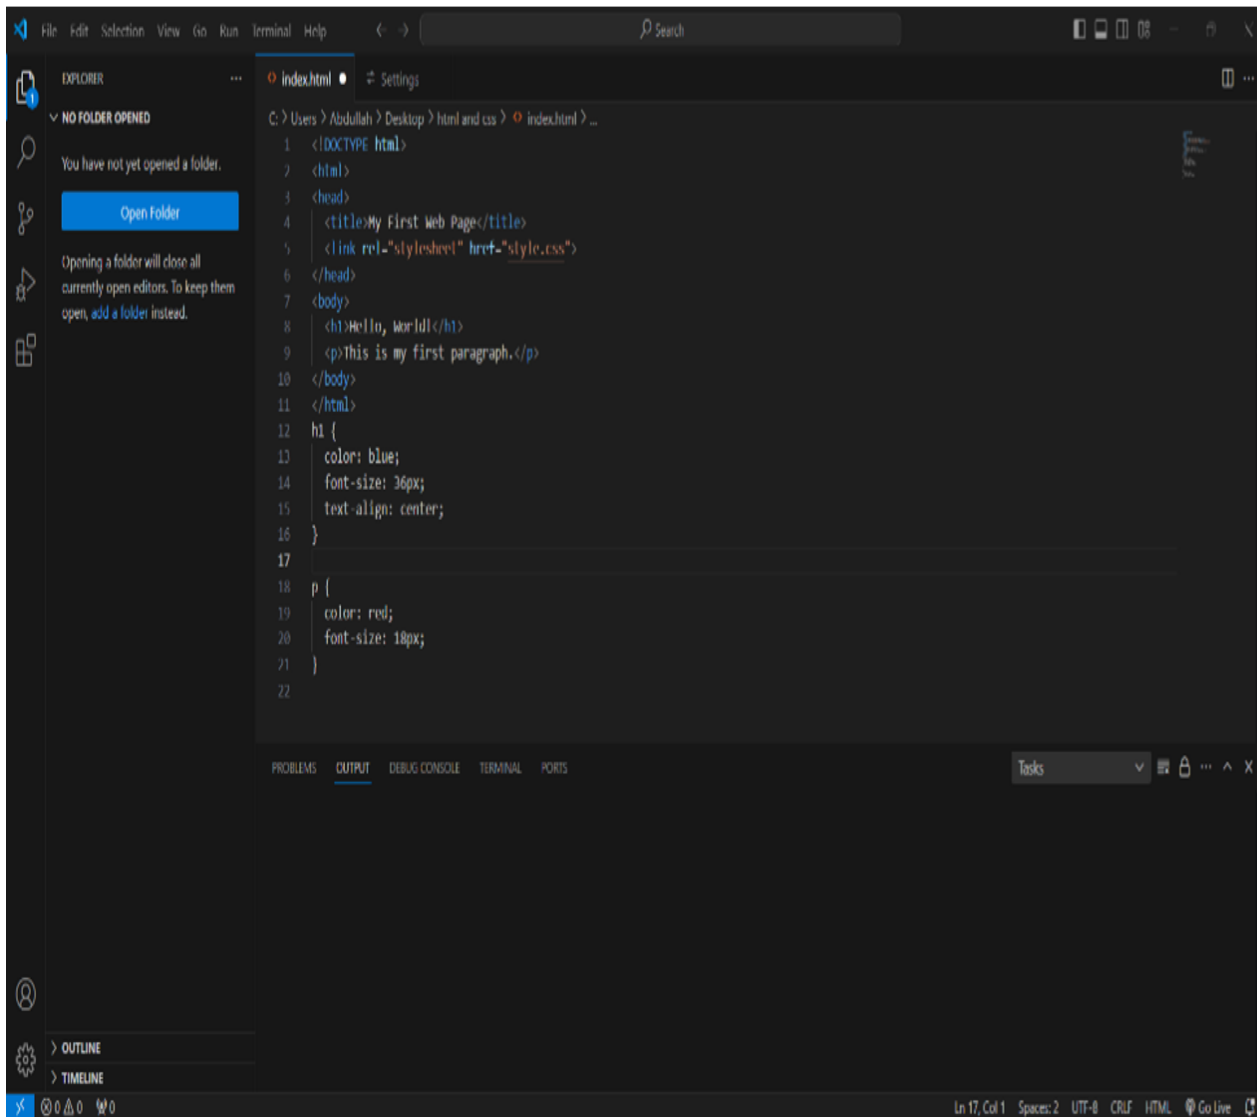 File Edit Selection View Go Run Terminal Help
Search
EXPLORER
index.html
Settings
NO FOLDER OPENED
C: > Users > Abdullah > Desktop > html and css > index.html > ...
You have not yet opened a folder.
Open Folder
Opening a folder will close all
currently open editors. To keep them
open, add a folder instead.
1 <!DOCTYPE html>
2 <html>
3 <head>
4 <title>My First Web Page</title>
5 <link rel="stylesheet" href="style.css">
6 </head>
7 <body>
8 <h1>Hello, World!</h1>
9 <p>This is my first paragraph.</p>
10 </body>
11 </html>
12 h1 {
13 color: blue;
14 font-size: 36px;
15 text-align: center;
16 }
17
18 p {
19 color: red;
20 font-size: 18px;
21 }
22
PROBLEMS OUTPUT DEBUG CONSOLE TERMINAL PORTS
Tasks
OUTLINE
TIMELINE
0 0 0
Ln 17, Col 1 Spaces: 2 UTF-8 CRLF HTML Go Live